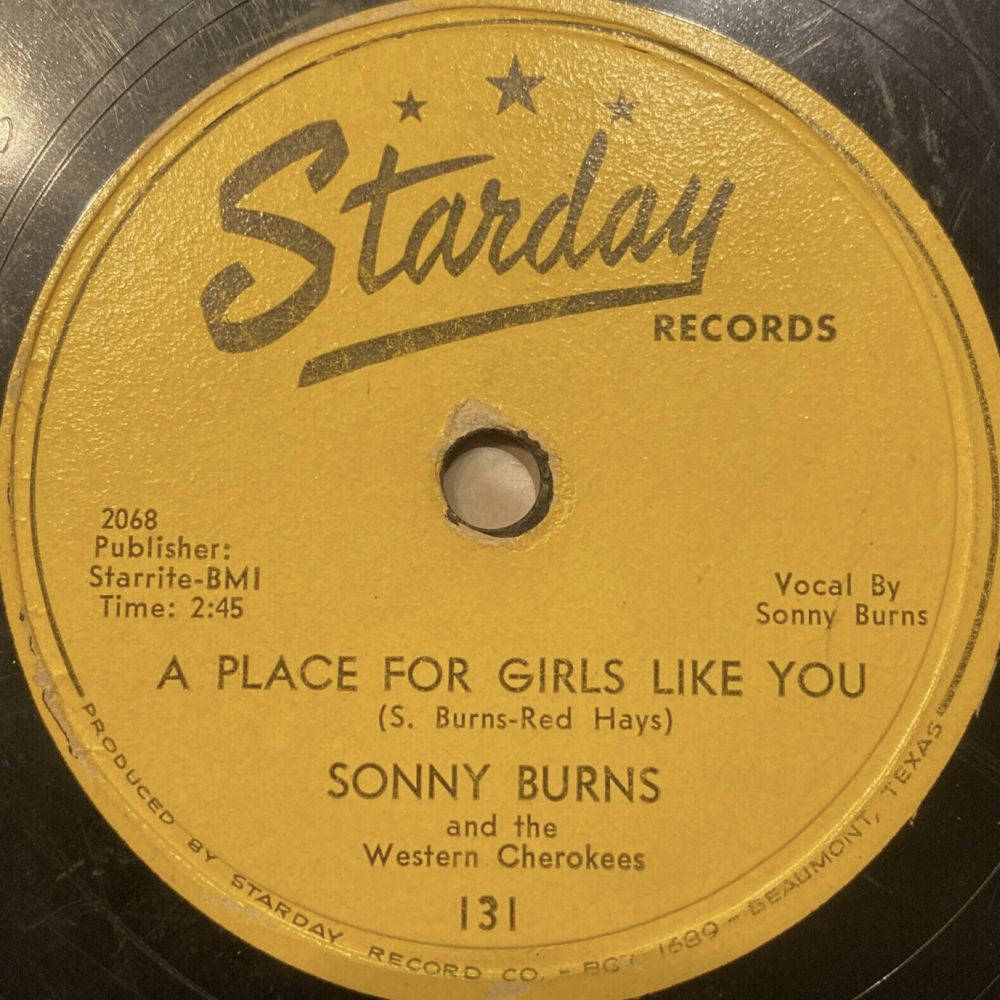 Starday
RECORDS
2068
Publisher:
Starrite-BMI
Time: 2:45
Vocal By
Sonny Burns
A PLACE FOR GIRLS LIKE YOU
(S. Burns-Red Hays)
SONNY BURNS
and the
Western Cherokees
131
PRODUCED BY STARDAY RECORD CO. - BOX 1689 - BEAUMONT, TEXAS